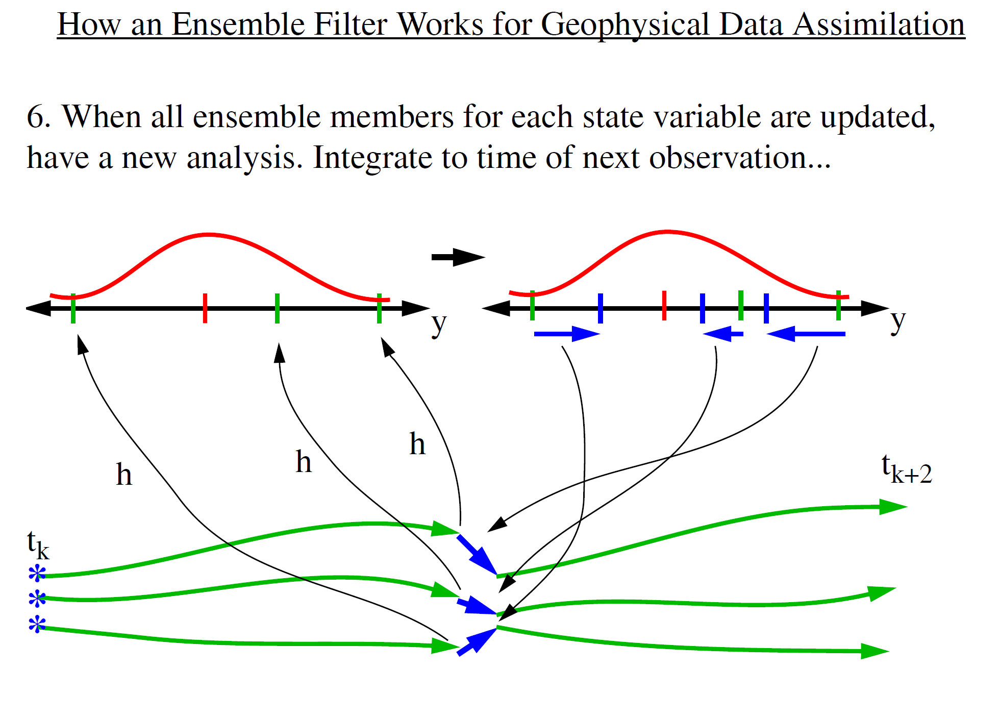 How an Ensemble Filter Works for Geophysical Data Assimilation
6. When all ensemble members for each state variable are updated,
have a new analysis. Integrate to time of next observation...
y
y
h
h
h
t_{k+2}
t_k
*
*
*